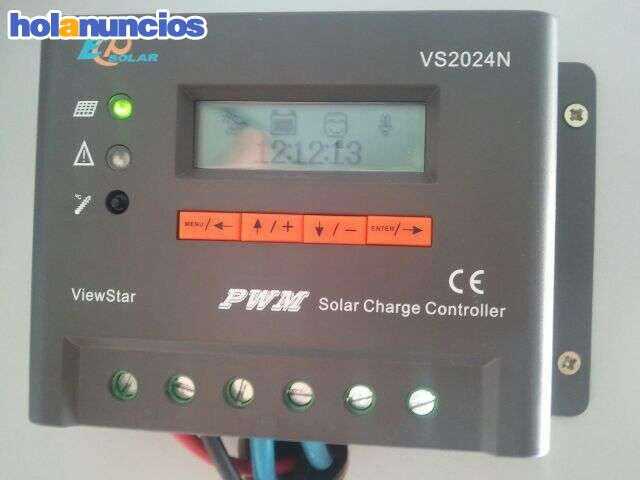 holanuncios
EP
SOLAR
VS2024N
12:12:13
°C
MENU/←
↑/+
↓/−
ENTER/→
CE
ViewStar
PWM Solar Charge Controller